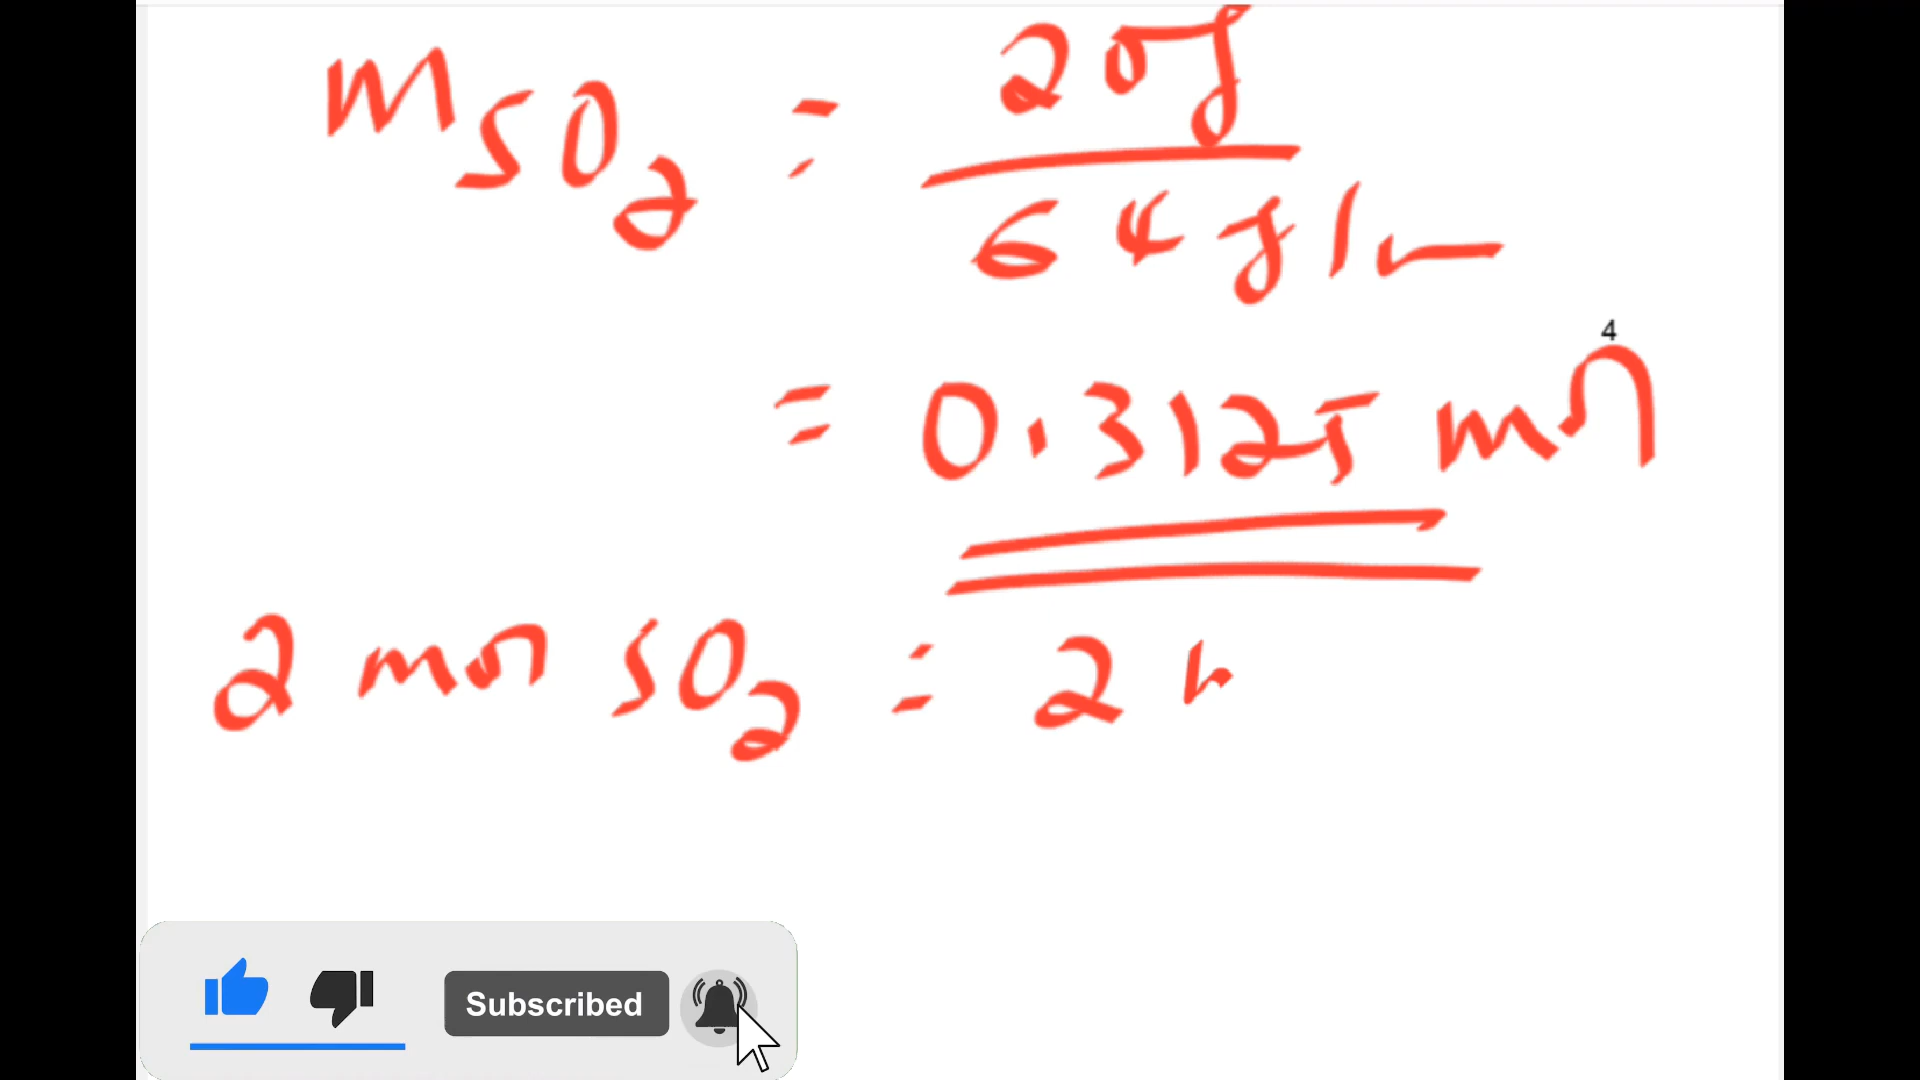 mSO2 = 20g
64g/m
4
= 0.3125 mol
2 mol SO2 = 2
Subscribed